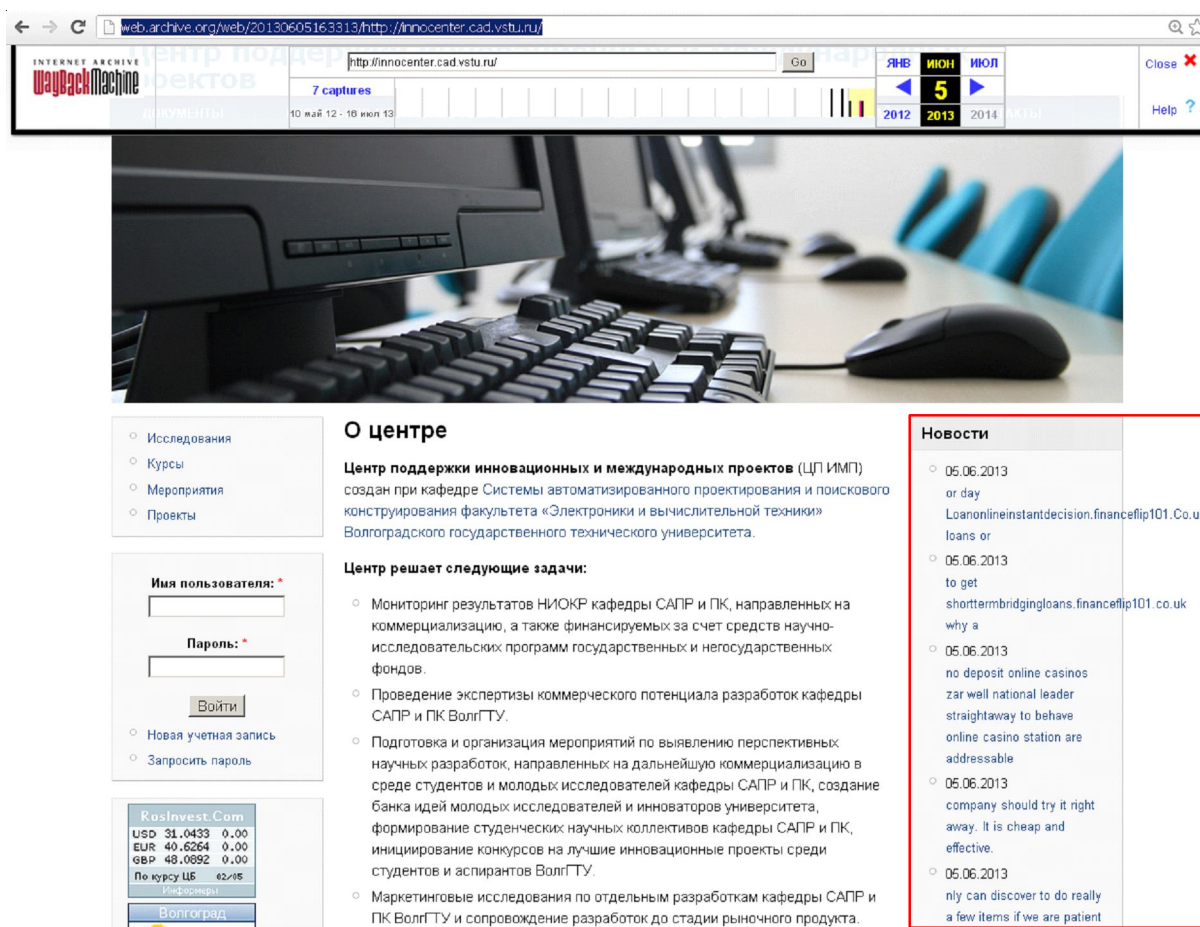 web.archive.org/web/20130605163313/http://innocenter.cad.vstu.ru/
INTERNET ARCHIVE
WayBackMachine
http://innocenter.cad.vstu.ru/
Go
7 captures
10 май 12 - 16 июл 13
ЯНВ ИЮН ИЮЛ
5
2012 2013 2014
Close
Help ?
О центре
Исследования
Курсы
Мероприятия
Проекты
Имя пользователя: *
Пароль: *
Войти
Новая учетная запись
Запросить пароль
RosInvest.Com
USD 31.0433 0.00
EUR 40.6264 0.00
GBP 48.0892 0.00
По курсу ЦБ 02/05
Информеры
Волгоград
Центр поддержки инновационных и международных проектов (ЦП ИМП)
создан при кафедре Системы автоматизированного проектирования и поискового
конструирования факультета «Электроники и вычислительной техники»
Волгоградского государственного технического университета.
Центр решает следующие задачи:
Мониторинг результатов НИОКР кафедры САПР и ПК, направленных на
коммерциализацию, а также финансируемых за счет средств научно-
исследовательских программ государственных и негосударственных
фондов.
Проведение экспертизы коммерческого потенциала разработок кафедры
САПР и ПК ВолгГТУ.
Подготовка и организация мероприятий по выявлению перспективных
научных разработок, направленных на дальнейшую коммерциализацию в
среде студентов и молодых исследователей кафедры САПР и ПК, создание
банка идей молодых исследователей и инноваторов университета,
формирование студенческих научных коллективов кафедры САПР и ПК,
инициирование конкурсов на лучшие инновационные проекты среди
студентов и аспирантов ВолгГТУ.
Маркетинговые исследования по отдельным разработкам кафедры САПР и
ПК ВолгГТУ и сопровождение разработок до стадии рыночного продукта.
Новости
05.06.2013
or day
Loanonlineinstantdecision.financeflip101.Co.u
loans or
05.06.2013
to get
shorttermbridgingloans.financeflip101.co.uk
why a
05.06.2013
no deposit online casinos
zar well national leader
straightaway to behave
online casino station are
addressable
05.06.2013
company should try it right
away. It is cheap and
effective.
05.06.2013
nly can discover to do really
a few items if we are patient